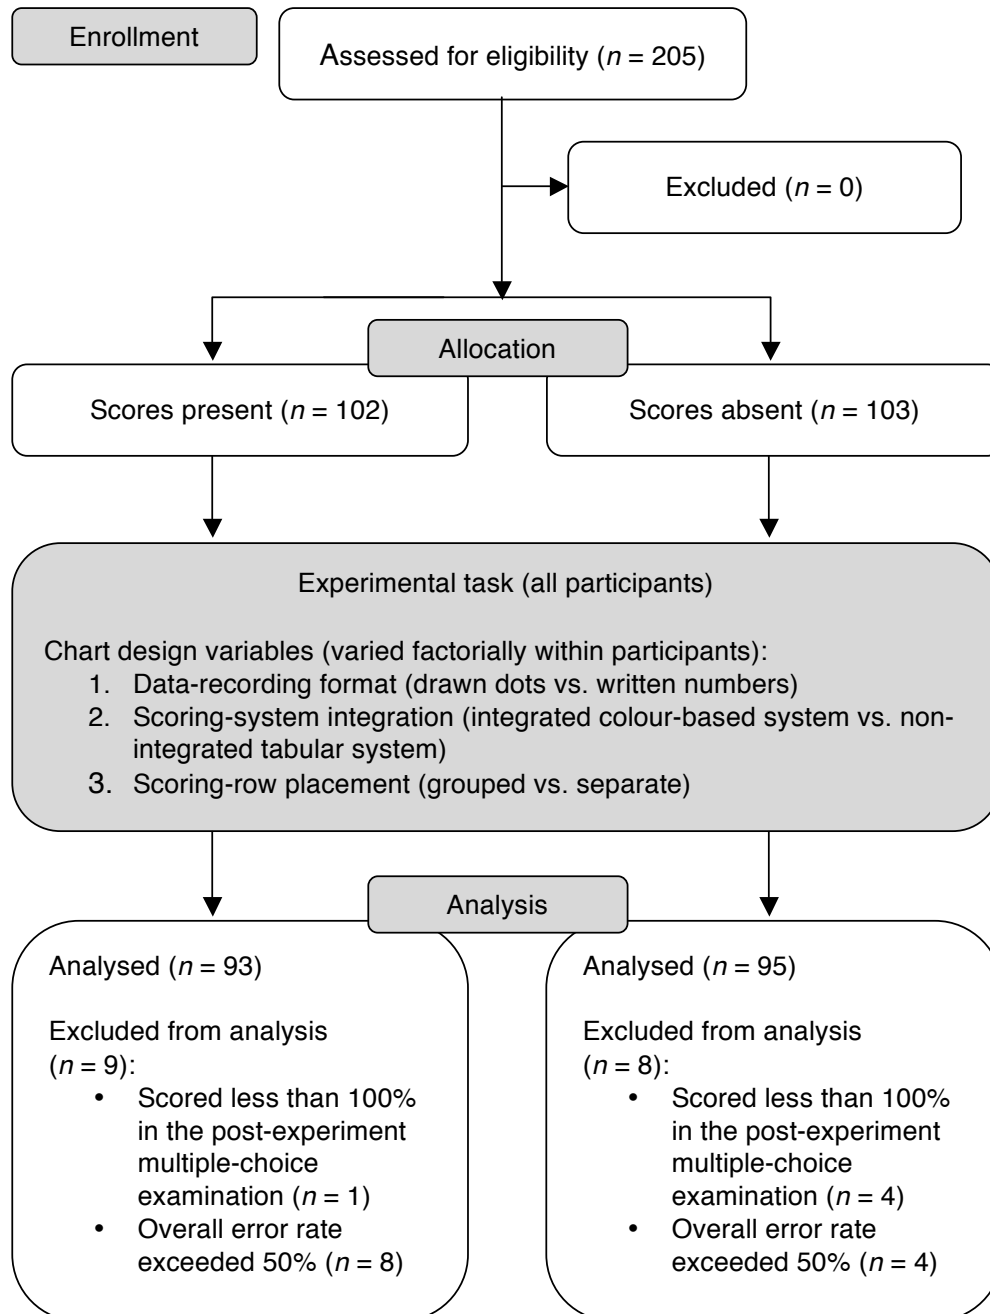 Enrollment
Assessed for eligibility (n = 205)
Excluded (n = 0)
Allocation
Scores present (n = 102)
Scores absent (n = 103)
Experimental task (all participants)
Chart design variables (varied factorially within participants):
1. Data-recording format (drawn dots vs. written numbers)
2. Scoring-system integration (integrated colour-based system vs. non-
integrated tabular system)
3. Scoring-row placement (grouped vs. separate)
Analysis
Analysed (n = 93)
Excluded from analysis
(n = 9):
• Scored less than 100%
in the post-experiment
multiple-choice
examination (n = 1)
• Overall error rate
exceeded 50% (n = 8)
Analysed (n = 95)
Excluded from analysis
(n = 8):
• Scored less than 100%
in the post-experiment
multiple-choice
examination (n = 4)
• Overall error rate
exceeded 50% (n = 4)